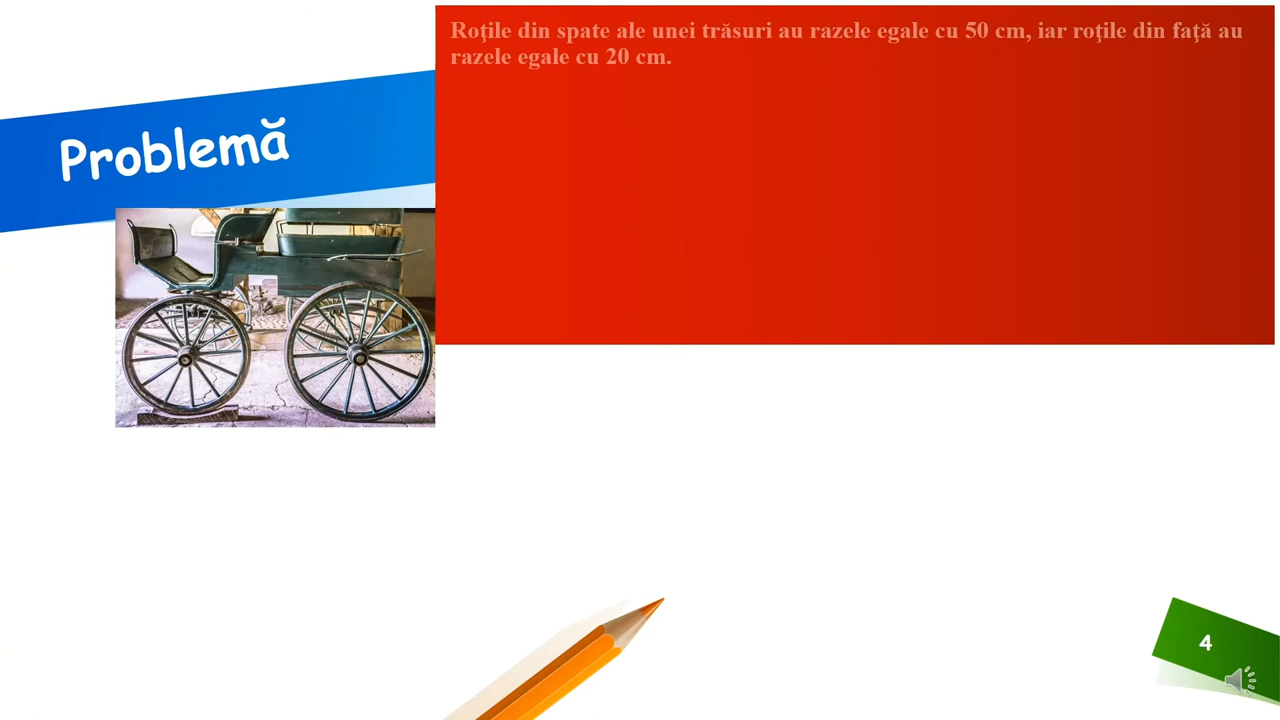 Roţile din spate ale unei trăsuri au razele egale cu 50 cm, iar roţile din faţă au
razele egale cu 20 cm.
Problemă
4